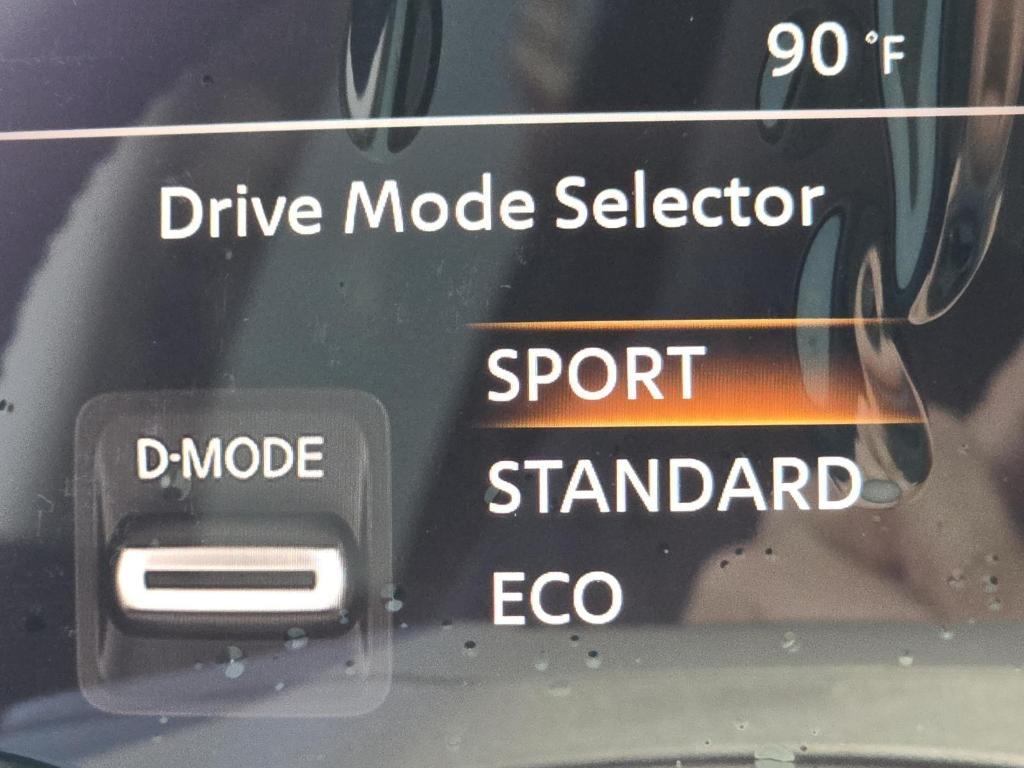 90 °F
Drive Mode Selector
SPORT
D-MODE
STANDARD
ECO